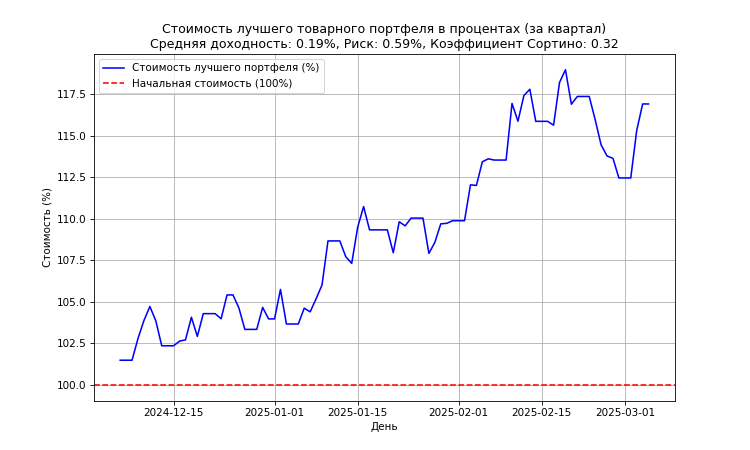 Стоимость лучшего товарного портфеля в процентах (за квартал)
Средняя доходность: 0.19%, Риск: 0.59%, Коэффициент Сортино: 0.32
Стоимость лучшего портфеля (%)
Начальная стоимость (100%)
Стоимость (%)
117.5
115.0
112.5
110.0
107.5
105.0
102.5
100.0
2024-12-15
2025-01-01
2025-01-15
2025-02-01
2025-02-15
2025-03-01
День